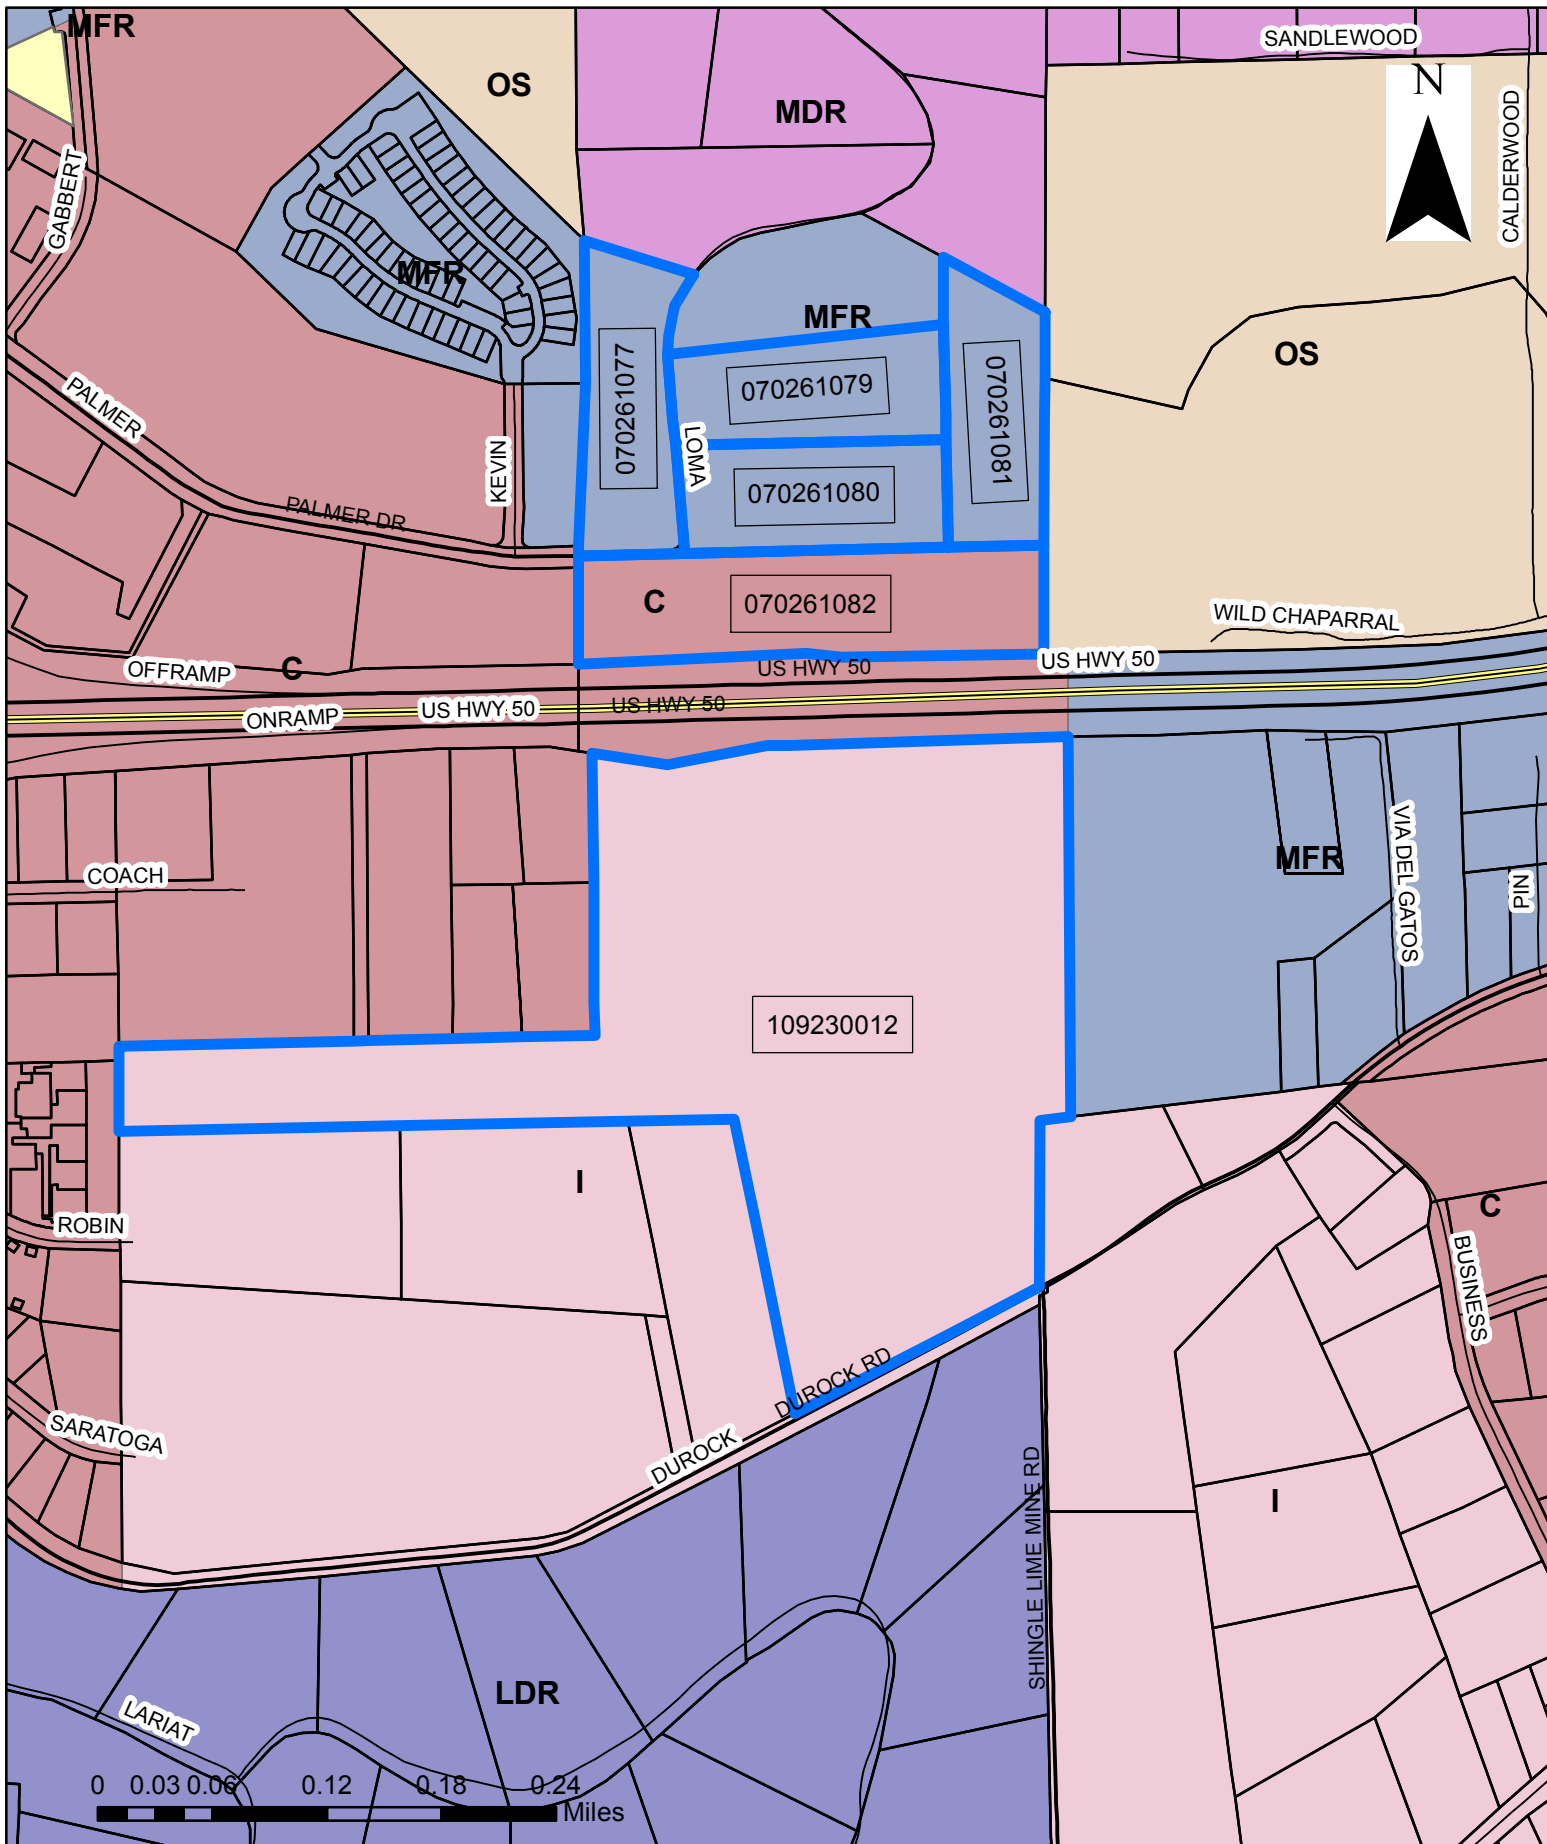 MFR
SANDLEWOOD
OS
N
MDR
CALDERWOOD
GABBERT
MFR
MFR
OS
070261077
070261079
070261081
PALMER
LOMA
KEVIN
070261080
PALMER DR
C
070261082
WILD CHAPARRAL
OFFRAMP
C
US HWY 50
US HWY 50
ONRAMP
US HWY 50
US HWY 50
COACH
MFR
VIA DEL GATOS
PIN
109230012
I
ROBIN
C
BUSINESS
DUROCK RD
SARATOGA
DUROCK
SHINGLE LIME MINE RD
I
LDR
LARIAT
0 0.03 0.06 0.12 0.18 0.24
Miles